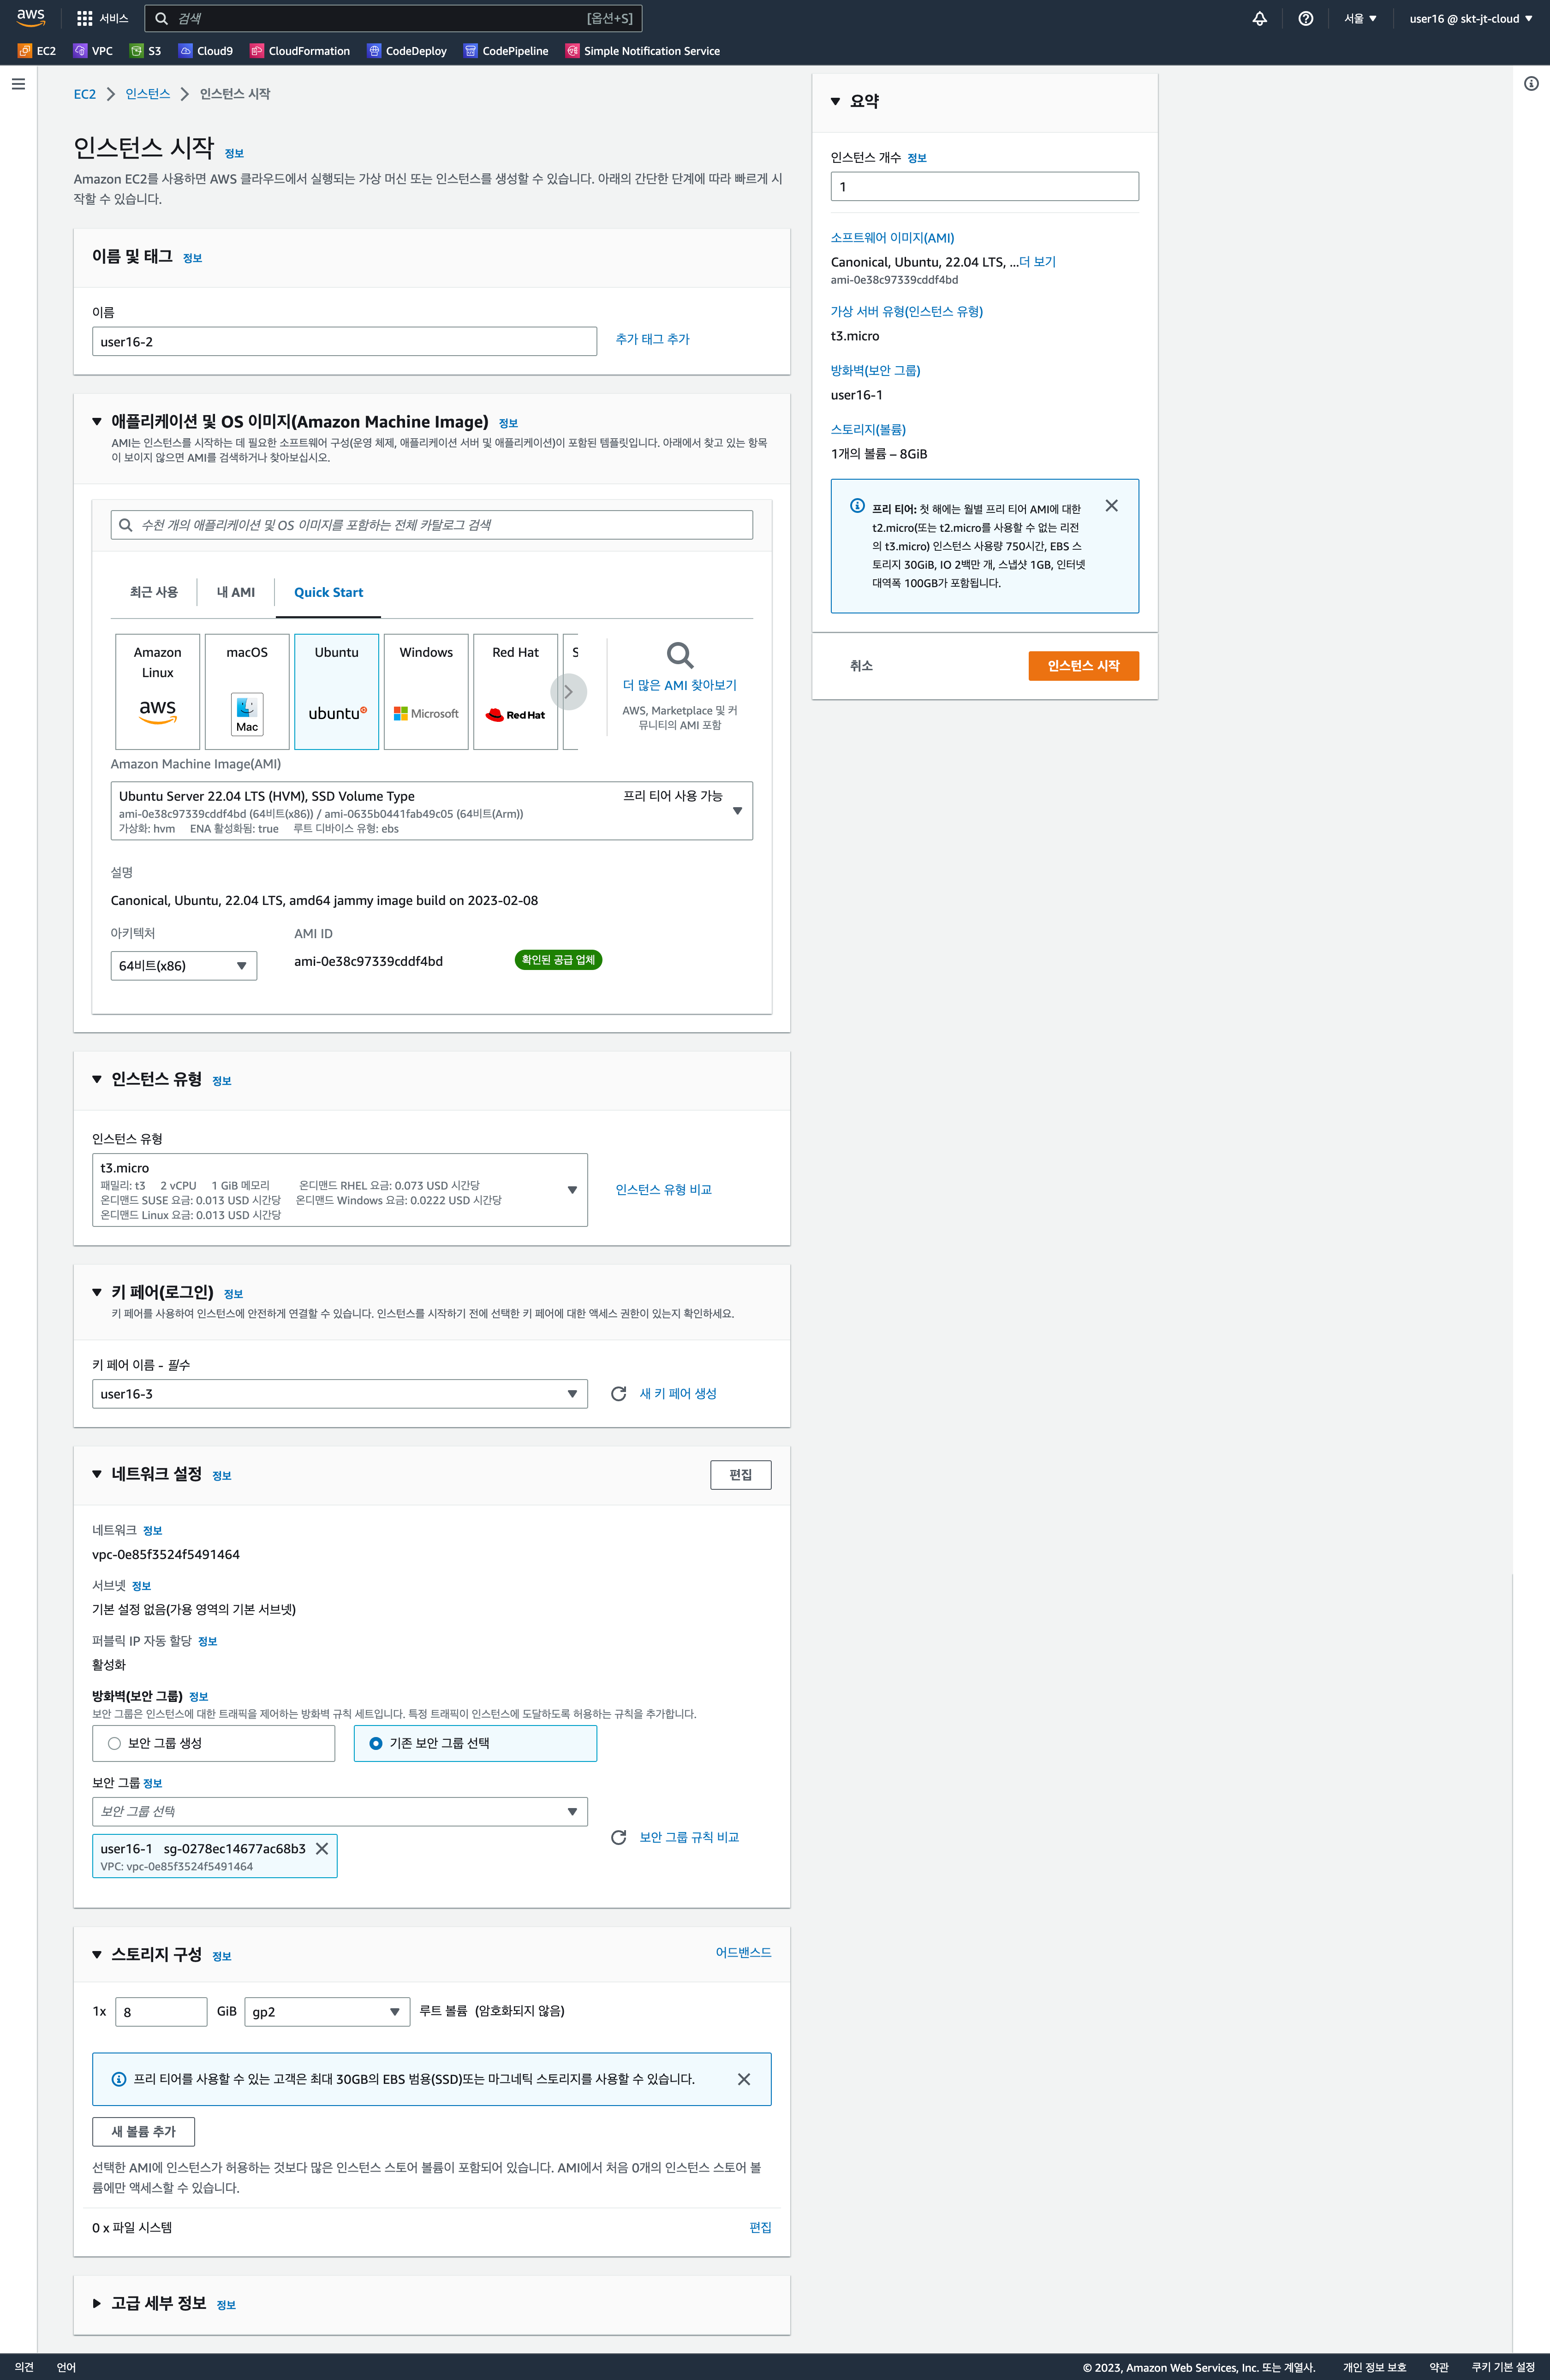 aws
서비스
검색
[옵션+S]
서울
user16 @ skt-jt-cloud
EC2
VPC
S3
Cloud9
CloudFormation
CodeDeploy
CodePipeline
Simple Notification Service
EC2
인스턴스
인스턴스 시작
인스턴스 시작 정보
Amazon EC2를 사용하면 AWS 클라우드에서 실행되는 가상 머신 또는 인스턴스를 생성할 수 있습니다. 아래의 간단한 단계에 따라 빠르게 시
작할 수 있습니다.
이름 및 태그 정보
이름
user16-2
추가 태그 추가
애플리케이션 및 OS 이미지(Amazon Machine Image) 정보
AMI는 인스턴스를 시작하는 데 필요한 소프트웨어 구성(운영 체제, 애플리케이션 서버 및 애플리케이션)이 포함된 템플릿입니다. 아래에서 찾고 있는 항목
이 보이지 않으면 AMI를 검색하거나 찾아보십시오.
수천 개의 애플리케이션 및 OS 이미지를 포함하는 전체 카탈로그 검색
최근 사용
내 AMI
Quick Start
Amazon
Linux
aws
macOS
Mac
Ubuntu
ubuntu
Windows
Microsoft
Red Hat
Red Hat
S
더 많은 AMI 찾아보기
AWS, Marketplace 및 커
뮤니티의 AMI 포함
Amazon Machine Image(AMI)
Ubuntu Server 22.04 LTS (HVM), SSD Volume Type
프리 티어 사용 가능
ami-0e38c97339cddf4bd (64비트(x86)) / ami-0635b0441fab49c05 (64비트(Arm))
가상화: hvm ENA 활성화됨: true 루트 디바이스 유형: ebs
설명
Canonical, Ubuntu, 22.04 LTS, amd64 jammy image build on 2023-02-08
아키텍처
AMI ID
64비트(x86)
ami-0e38c97339cddf4bd
확인된 공급 업체
인스턴스 유형 정보
인스턴스 유형
t3.micro
패밀리: t3 2 vCPU 1 GiB 메모리 온디맨드 RHEL 요금: 0.073 USD 시간당
온디맨드 SUSE 요금: 0.013 USD 시간당 온디맨드 Windows 요금: 0.0222 USD 시간당
온디맨드 Linux 요금: 0.013 USD 시간당
인스턴스 유형 비교
키 페어(로그인) 정보
키 페어를 사용하여 인스턴스에 안전하게 연결할 수 있습니다. 인스턴스를 시작하기 전에 선택한 키 페어에 대한 액세스 권한이 있는지 확인하세요.
키 페어 이름 - 필수
user16-3
새 키 페어 생성
네트워크 설정 정보
편집
네트워크 정보
vpc-0e85f3524f5491464
서브넷 정보
기본 설정 없음(가용 영역의 기본 서브넷)
퍼블릭 IP 자동 할당 정보
활성화
방화벽(보안 그룹) 정보
보안 그룹은 인스턴스에 대한 트래픽을 제어하는 방화벽 규칙 세트입니다. 특정 트래픽이 인스턴스에 도달하도록 허용하는 규칙을 추가합니다.
보안 그룹 생성
기존 보안 그룹 선택
보안 그룹 정보
보안 그룹 선택
user16-1 sg-0278ec14677ac68b3
VPC: vpc-0e85f3524f5491464
보안 그룹 규칙 비교
스토리지 구성 정보
어드밴스드
1x
8
GiB
gp2
루트 볼륨 (암호화되지 않음)
프리 티어를 사용할 수 있는 고객은 최대 30GB의 EBS 범용(SSD)또는 마그네틱 스토리지를 사용할 수 있습니다.
새 볼륨 추가
선택한 AMI에 인스턴스가 허용하는 것보다 많은 인스턴스 스토어 볼륨이 포함되어 있습니다. AMI에서 처음 0개의 인스턴스 스토어 볼
륨에만 액세스할 수 있습니다.
0 x 파일 시스템
편집
고급 세부 정보 정보
요약
인스턴스 개수 정보
1
소프트웨어 이미지(AMI)
Canonical, Ubuntu, 22.04 LTS, ...더 보기
ami-0e38c97339cddf4bd
가상 서버 유형(인스턴스 유형)
t3.micro
방화벽(보안 그룹)
user16-1
스토리지(볼륨)
1개의 볼륨 – 8GiB
프리 티어: 첫 해에는 월별 프리 티어 AMI에 대한
t2.micro(또는 t2.micro를 사용할 수 없는 리전
의 t3.micro) 인스턴스 사용량 750시간, EBS 스
토리지 30GiB, IO 2백만 개, 스냅샷 1GB, 인터넷
대역폭 100GB가 포함됩니다.
취소
인스턴스 시작
의견
언어
© 2023, Amazon Web Services, Inc. 또는 계열사.
개인 정보 보호
약관
쿠키 기본 설정